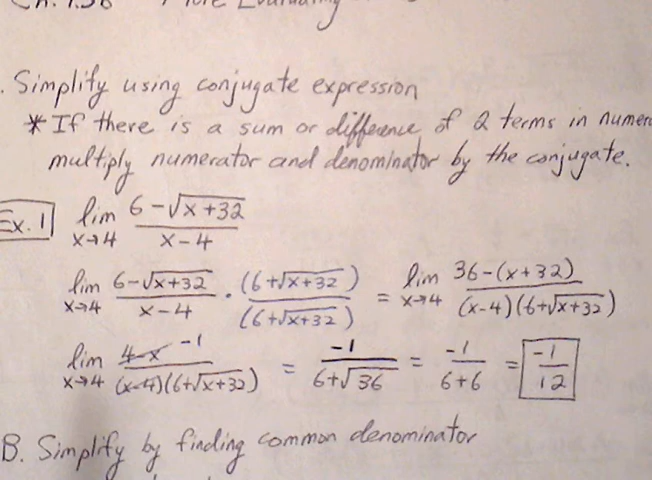 . Simplify using conjugate expression
* If there is a sum or difference of 2 terms in
multiply numerator and denominator by the conjugate.
Ex. 1 lim x→4 (6-√(x+32))/(x-4)
lim x→4 (6-√(x+32))/(x-4) · (6+√(x+32))/(6+√(x+32)) = lim x→4 (36-(x+32))/((x-4)(6+√(x+32)))
lim x→4 (4-x) -1/((x-4)(6+√(x+32))) = -1/(6+√36) = -1/(6+6) = -1/12
B. Simplify by finding common denominator